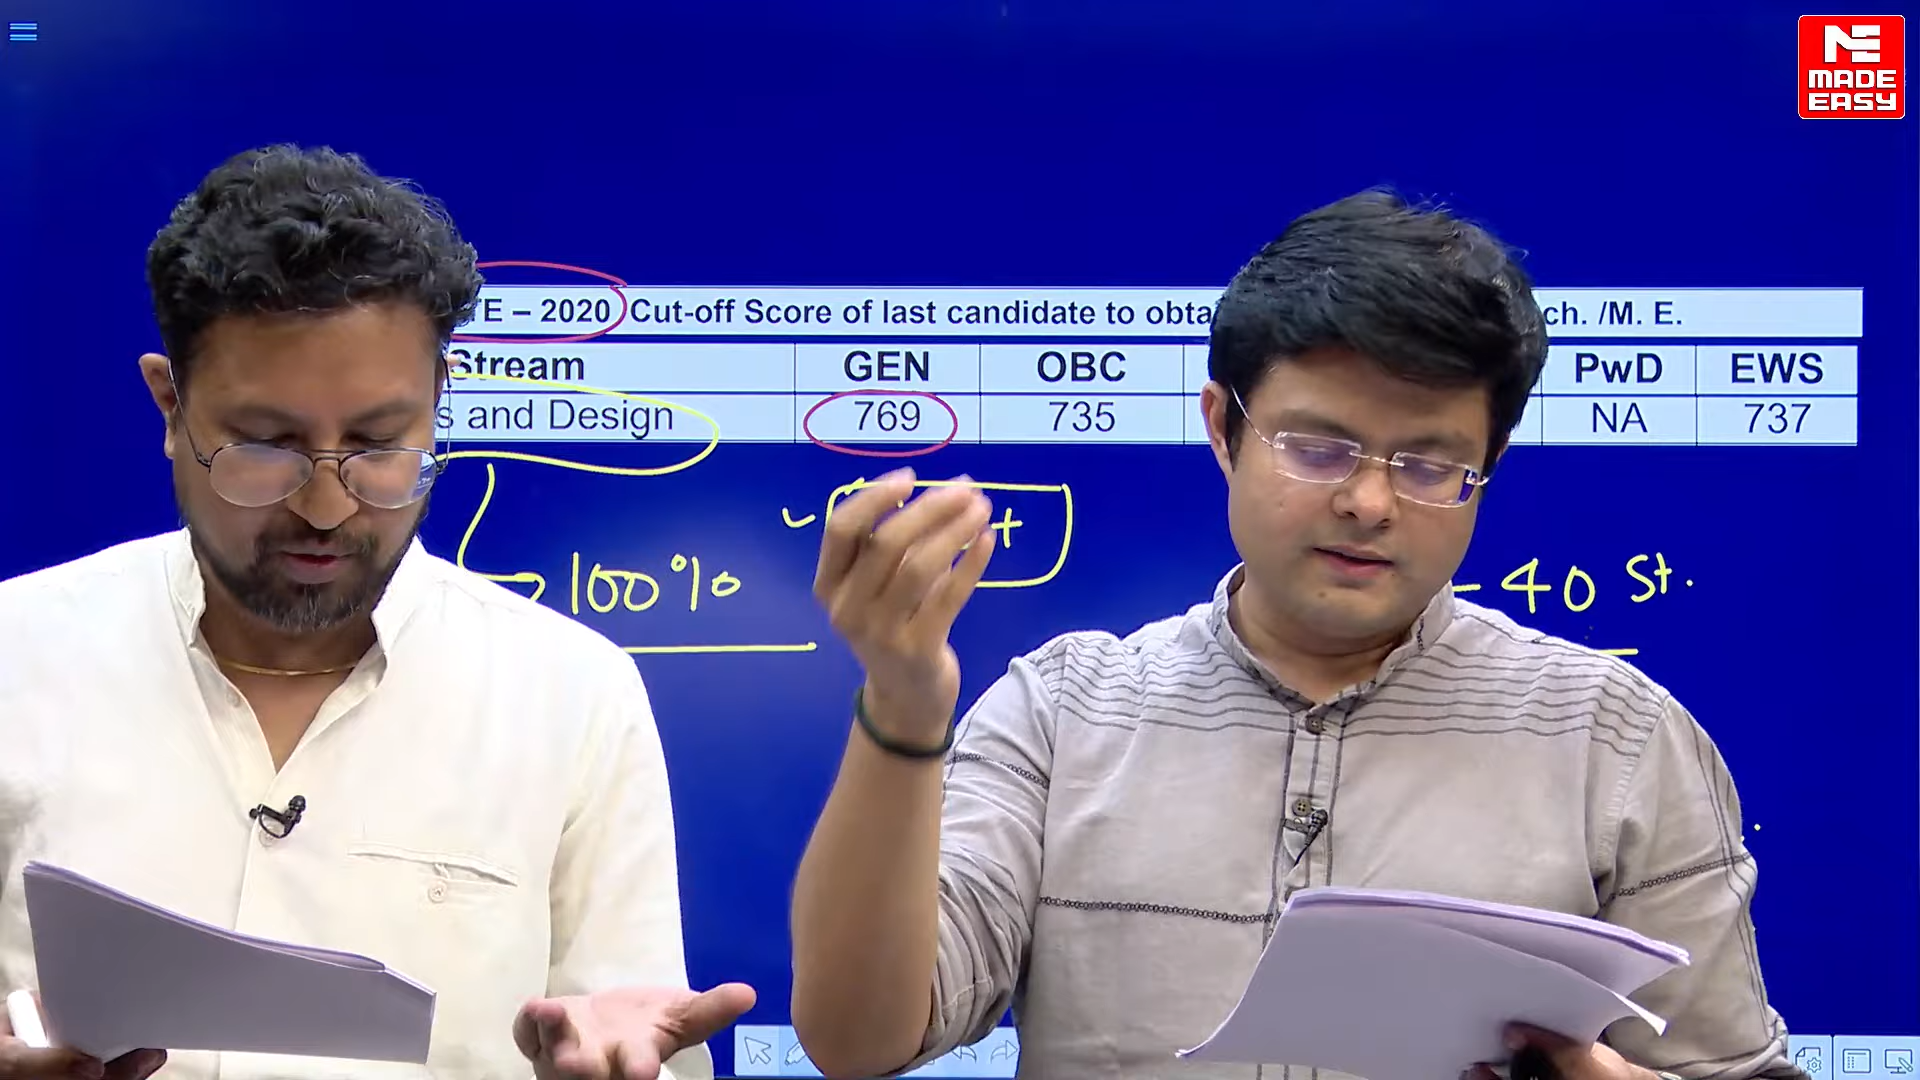 MADE
EASY
TE – 2020 Cut-off Score of last candidate to obta ch. /M. E.
Stream GEN OBC PwD EWS
s and Design 769 735 NA 737
+
100% - 40 St.